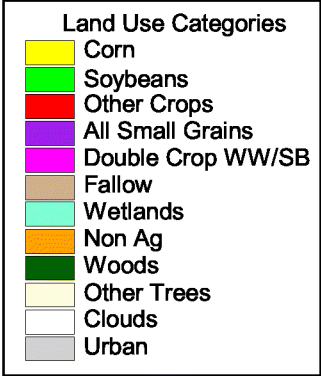 Land Use Categories
Corn
Soybeans
Other Crops
All Small Grains
Double Crop WW/SB
Fallow
Wetlands
Non Ag
Woods
Other Trees
Clouds
Urban